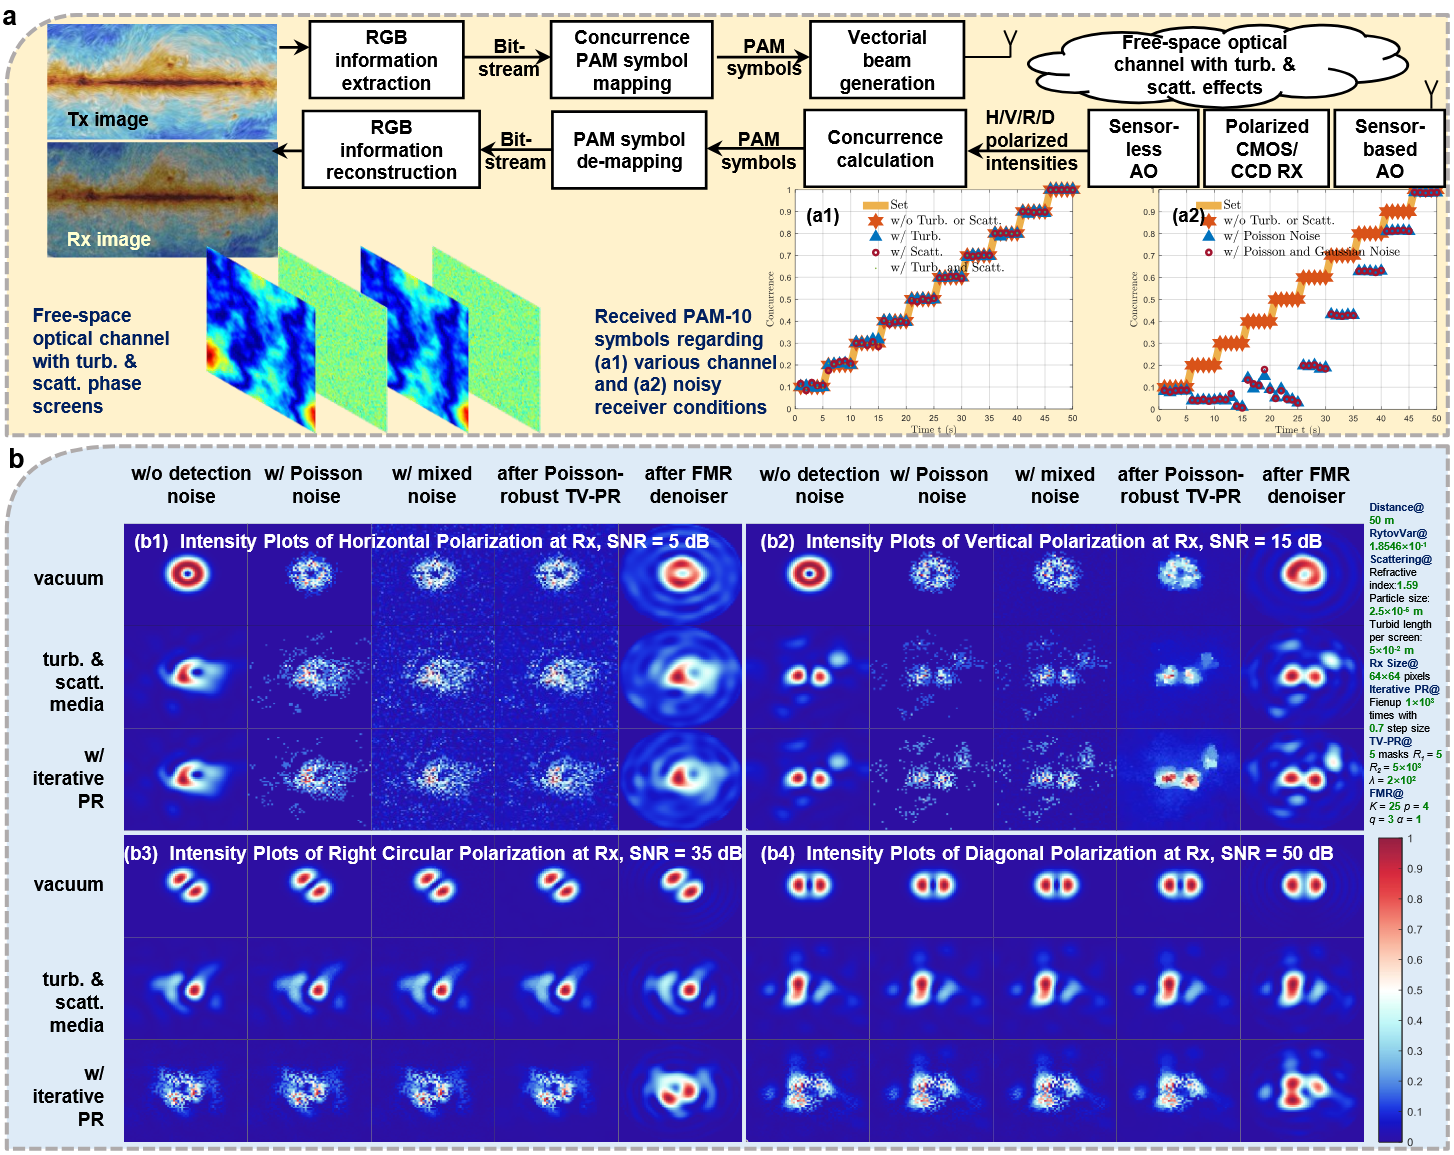 a
Tx image
Rx image
RGB
information
extraction
Bit-
stream
Concurrence
PAM symbol
mapping
PAM
symbols
Vectorial
beam
generation
Free-space optical
channel with turb. &
scatt. effects
RGB
information
reconstruction
Bit-
stream
PAM symbol
de-mapping
PAM
symbols
Concurrence
calculation
H/V/R/D
polarized
intensities
Sensor-
less
AO
Polarized
CMOS/
CCD RX
Sensor-
based
AO
Free-space
optical channel
with turb. &
scatt. phase
screens
Received PAM-10
symbols regarding
(a1) various channel
and (a2) noisy
receiver conditions
(a1)
Set
w/o Turb. or Scatt.
w/ Turb.
w/ Scatt.
w/ Turb. and Scatt.
Concurrence
1
0.9
0.8
0.7
0.6
0.5
0.4
0.3
0.2
0.1
0
0 5 10 15 20 25 30 35 40 45 50
Time t (s)
(a2)
Set
w/o Turb. or Scatt.
w/ Poisson Noise
w/ Poisson and Gaussian Noise
Concurrence
1
0.9
0.8
0.7
0.6
0.5
0.4
0.3
0.2
0.1
0
0 5 10 15 20 25 30 35 40 45 50
Time t (s)
b
w/o detection
noise
w/ Poisson
noise
w/ mixed
noise
after Poisson-
robust TV-PR
after FMR
denoiser
w/o detection
noise
w/ Poisson
noise
w/ mixed
noise
after Poisson-
robust TV-PR
after FMR
denoiser
(b1) Intensity Plots of Horizontal Polarization at Rx, SNR = 5 dB
(b2) Intensity Plots of Vertical Polarization at Rx, SNR = 15 dB
vacuum
turb. &
scatt.
media
w/
iterative
PR
(b3) Intensity Plots of Right Circular Polarization at Rx, SNR = 35 dB
(b4) Intensity Plots of Diagonal Polarization at Rx, SNR = 50 dB
vacuum
turb. &
scatt.
media
w/
iterative
PR
Distance@
50 m
RytovVar@
1.8546×10⁻¹
Scattering@
Refractive
index:1.59
Particle size:
2.5×10⁻⁶ m
Turbid length
per screen:
5×10⁻² m
Rx Size@
64×64 pixels
Iterative PR@
Fienup 1×10³
times with
0.7 step size
TV-PR@
5 masks R₁ = 5
R₂ = 5×10³
λ = 2×10²
FMR@
K = 25 p = 4
q = 3 α = 1
1
0.9
0.8
0.7
0.6
0.5
0.4
0.3
0.2
0.1
0